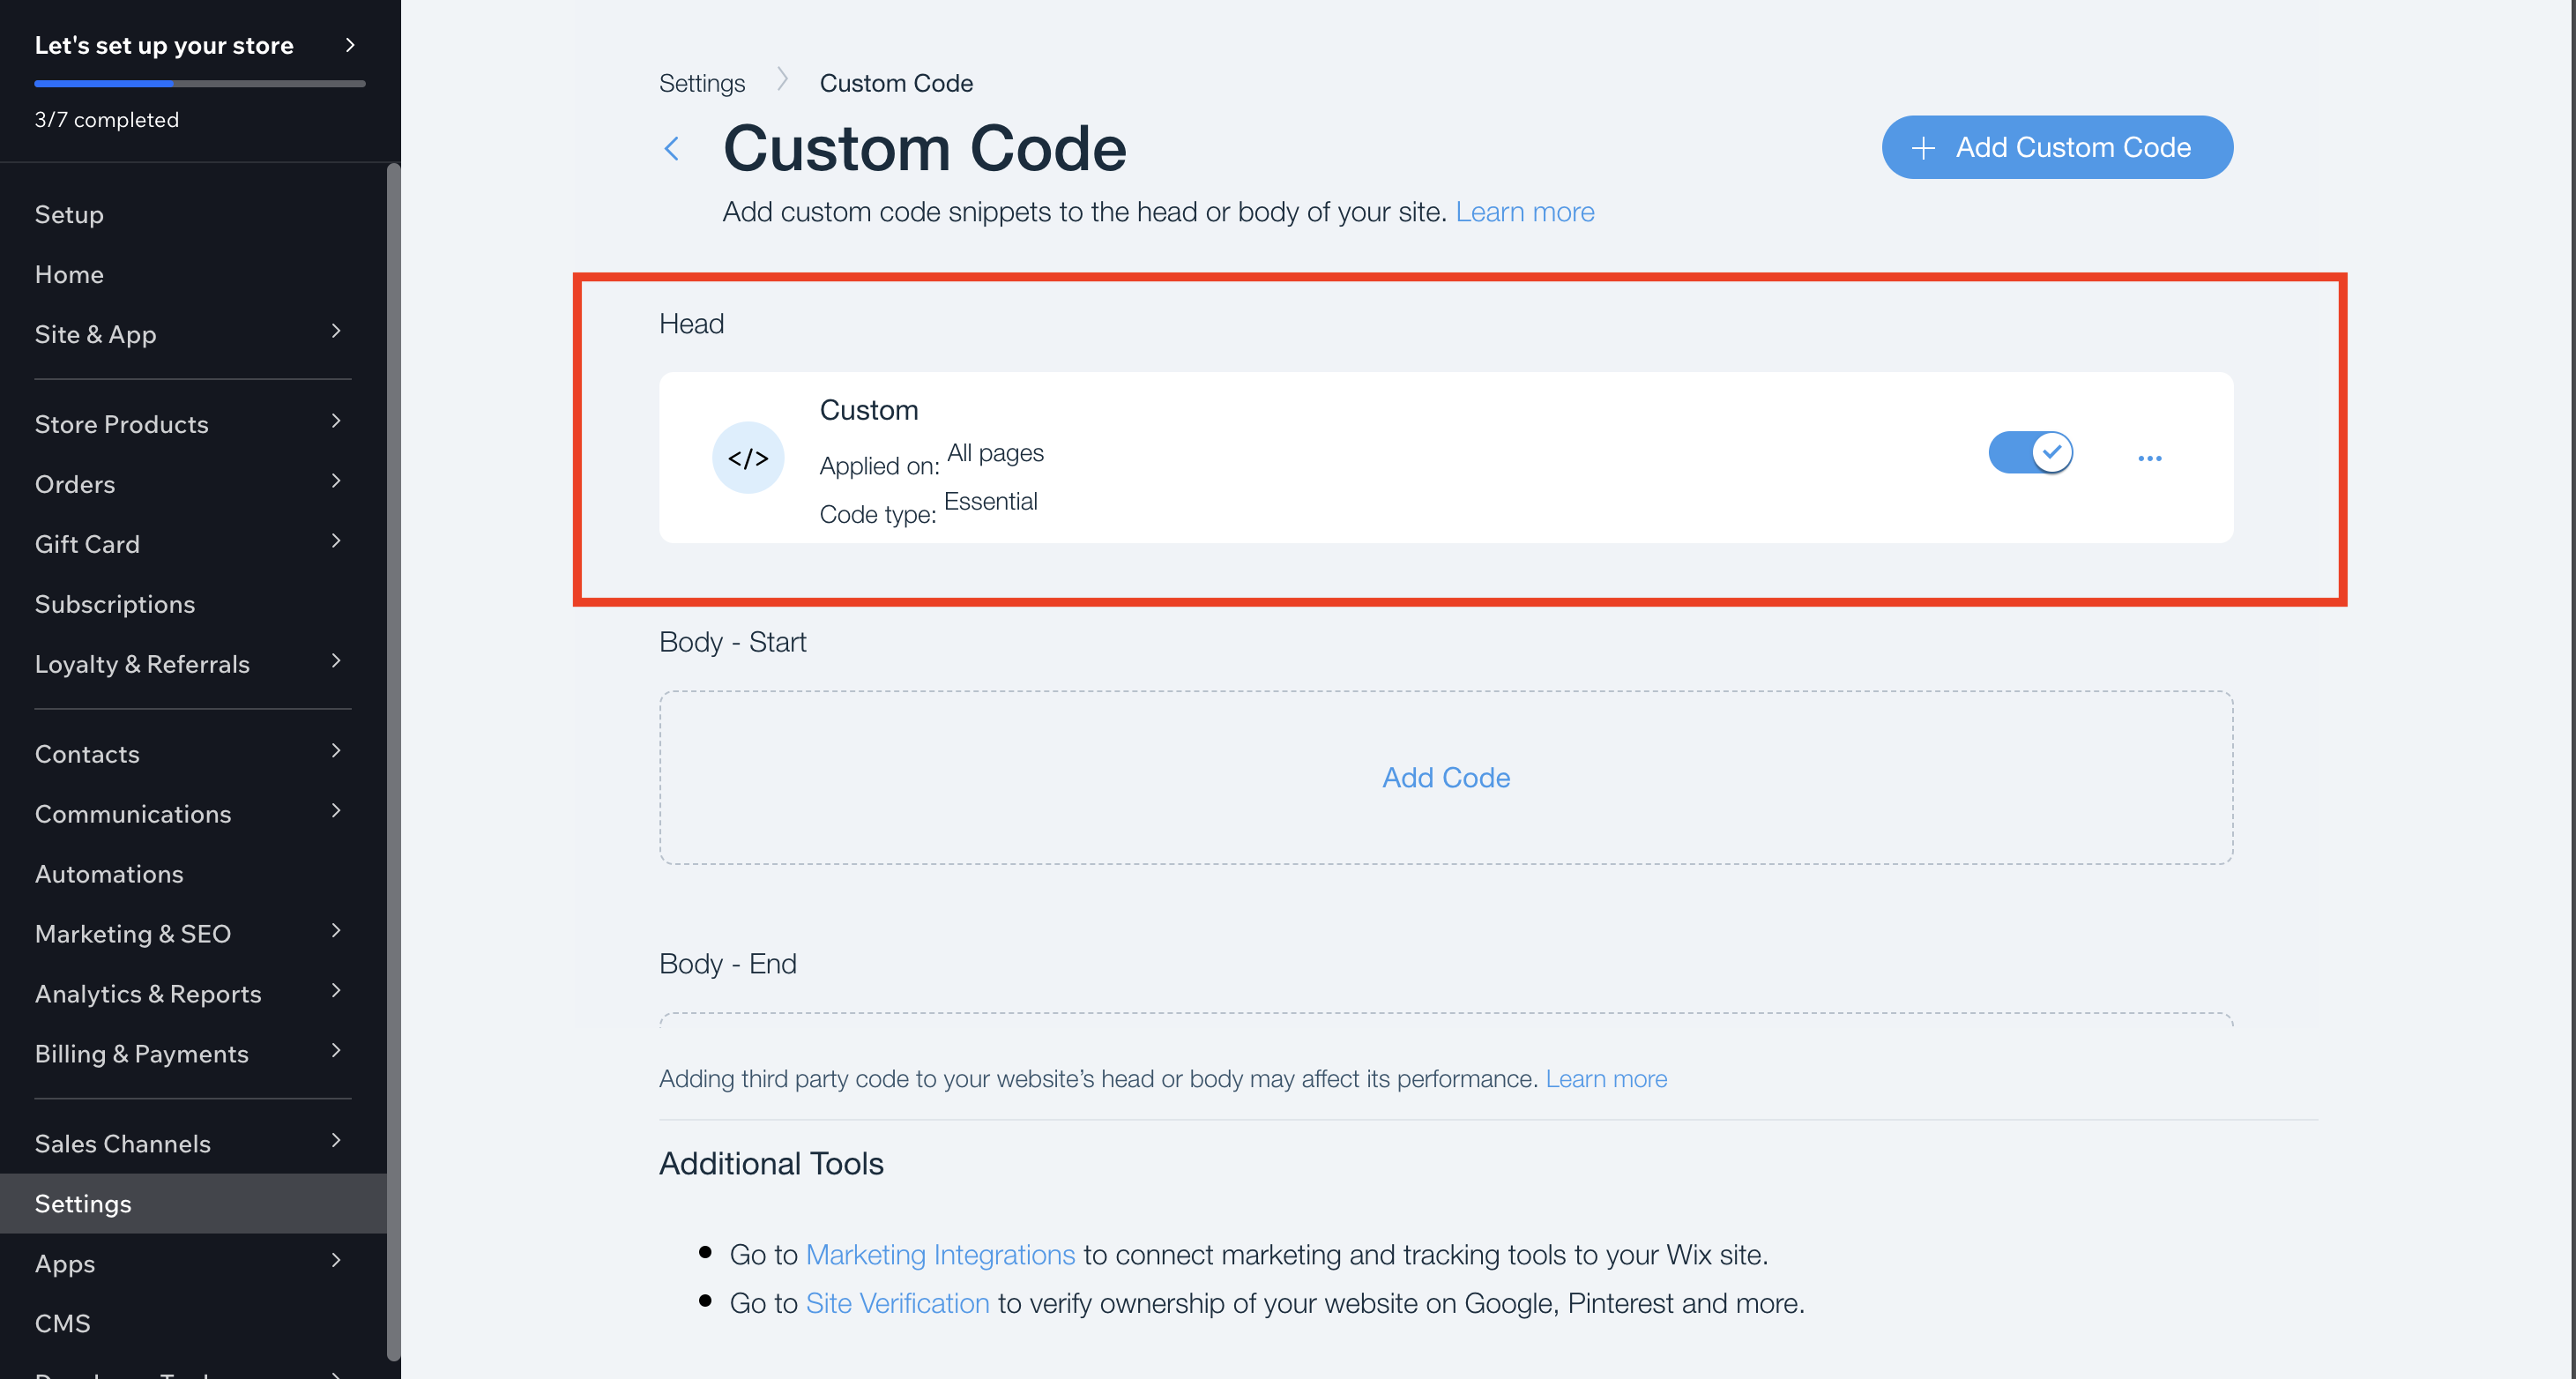 Let's set up your store
3/7 completed
Setup
Home
Site & App
Store Products
Orders
Gift Card
Subscriptions
Loyalty & Referrals
Contacts
Communications
Automations
Marketing & SEO
Analytics & Reports
Billing & Payments
Sales Channels
Settings
Apps
CMS
Settings > Custom Code
Custom Code
+ Add Custom Code
Add custom code snippets to the head or body of your site. Learn more
Head
</>
Custom
Applied on: All pages
Code type: Essential
Body - Start
Add Code
Body - End
Adding third party code to your website’s head or body may affect its performance. Learn more
Additional Tools
• Go to Marketing Integrations to connect marketing and tracking tools to your Wix site.
• Go to Site Verification to verify ownership of your website on Google, Pinterest and more.